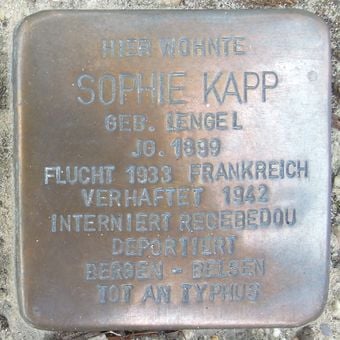 HIER WOHNTE
SOPHIE KAPP
GEB. LENGEL
JG. 1899
FLUCHT 1933 FRANKREICH
VERHAFTET 1942
INTERNIERT RECEBEDOU
DEPORTIERT
BERGEN - BELSEN
TOT AN TYPHUS